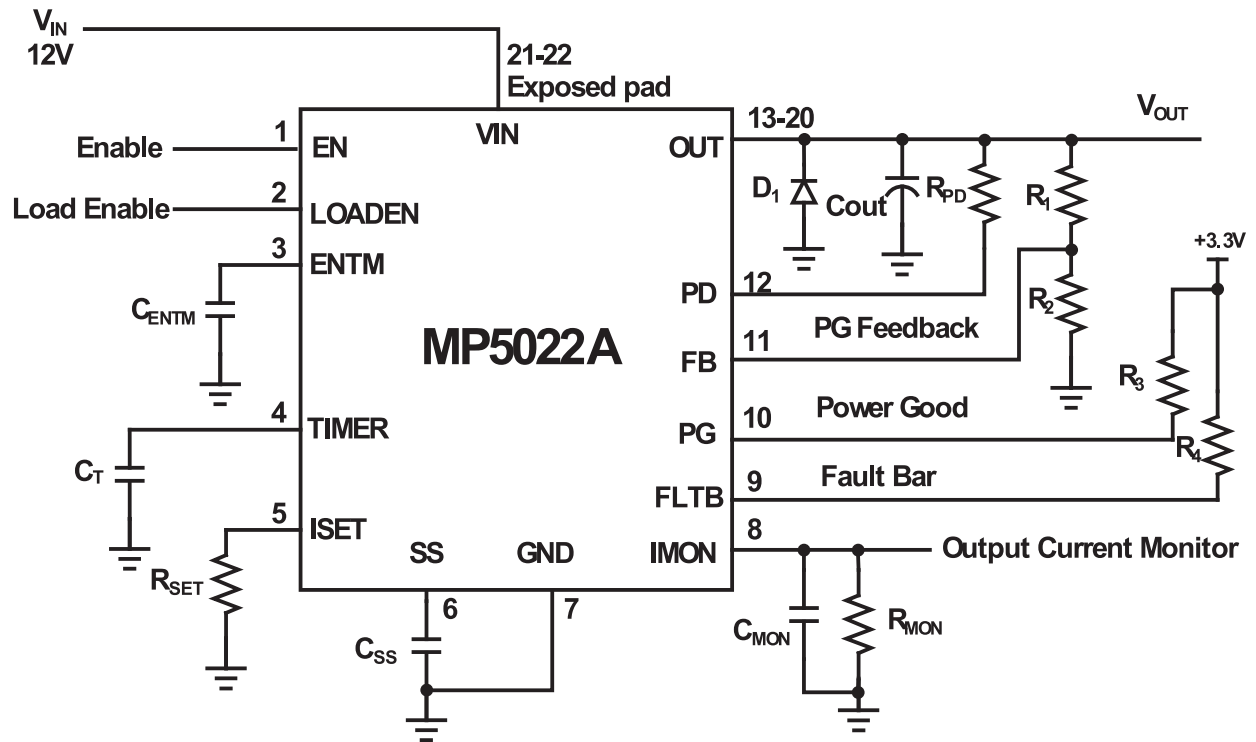 VIN
12V
21-22
Exposed pad
VIN
Enable
1
EN
Load Enable
2
LOADEN
3
ENTM
CENTM
4
TIMER
CT
5
ISET
RSET
SS
6
CSS
GND
7
MP5022A
13-20
OUT
VOUT
D1
Cout
RPD
R1
R2
+3.3V
12
PD
PG Feedback
11
FB
Power Good
10
PG
R3
R4
Fault Bar
9
FLTB
8
IMON
Output Current Monitor
CMON
RMON